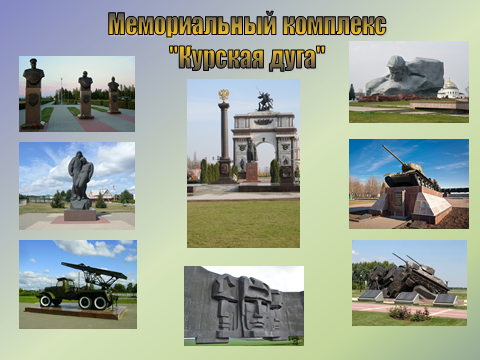 Мемориальный комплекс
"Курская дуга"